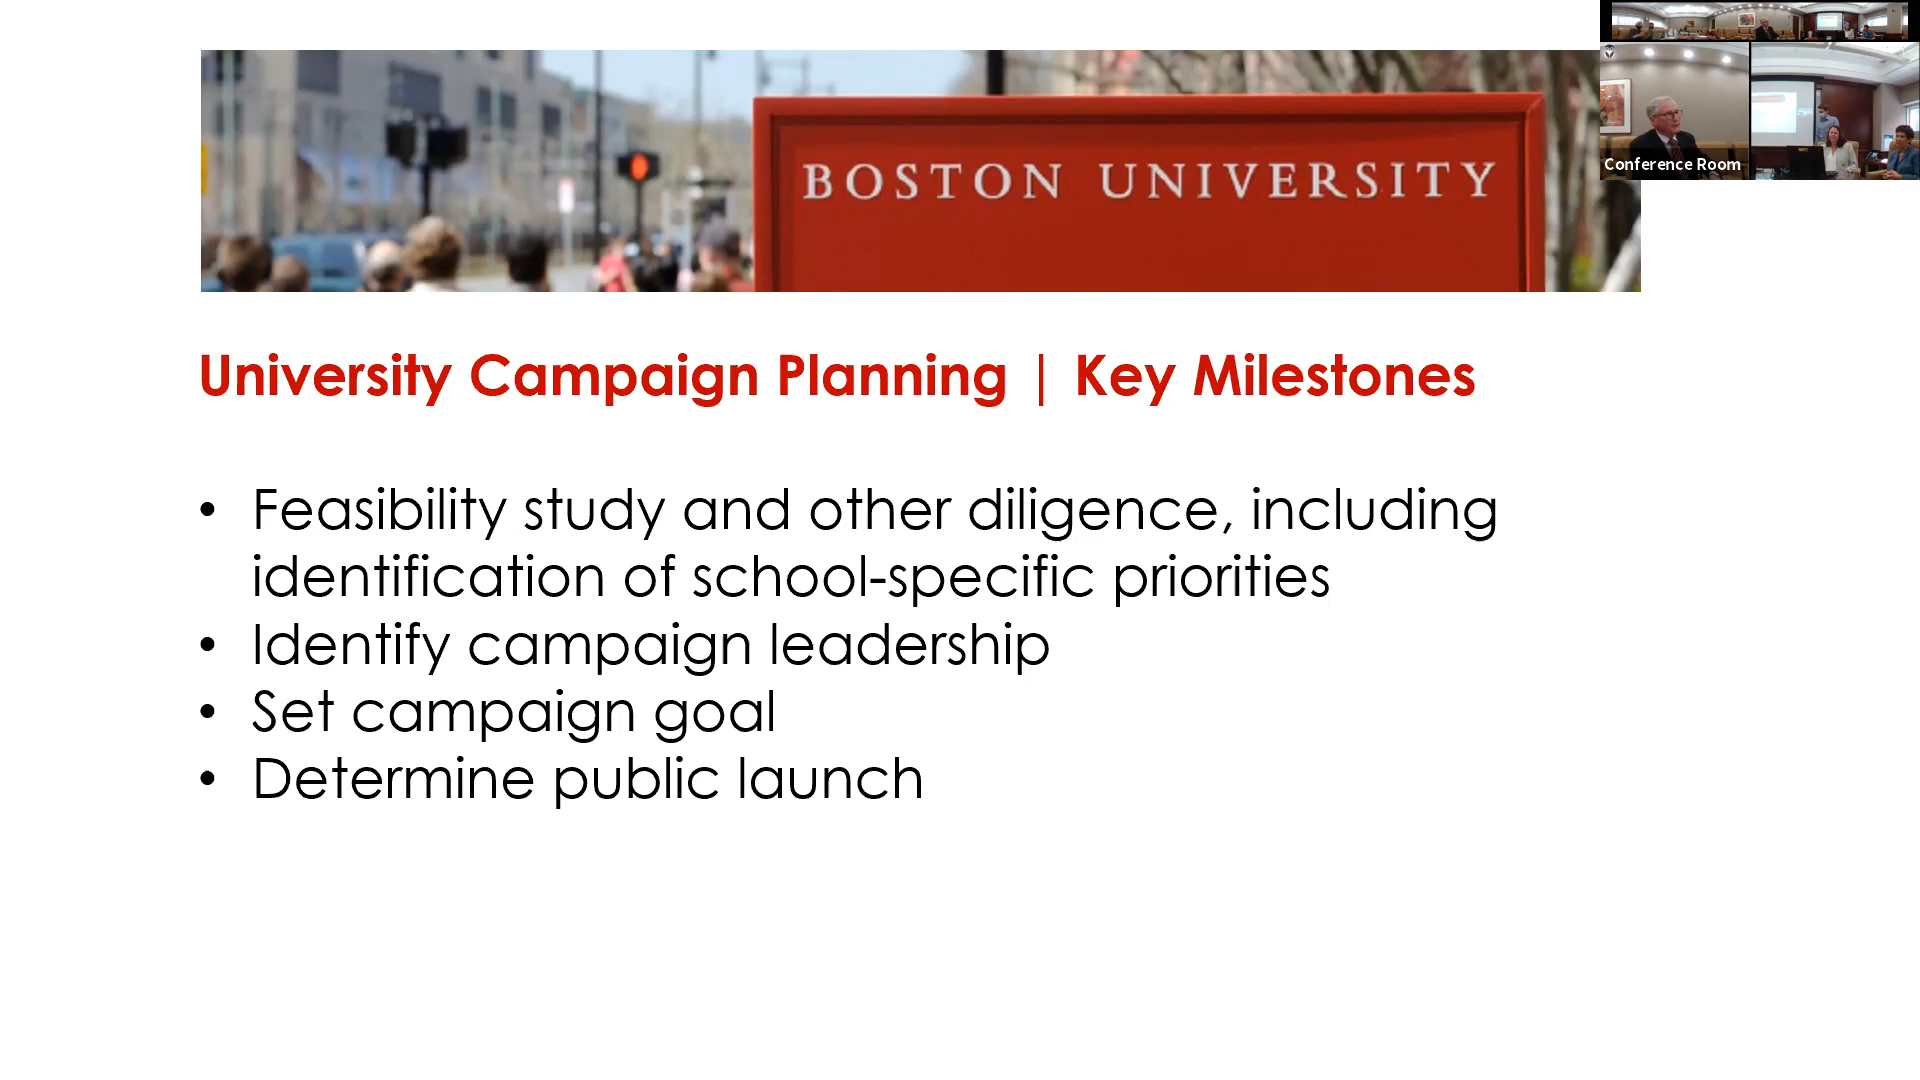 BOSTON UNIVERSITY
Conference Room
University Campaign Planning | Key Milestones
• Feasibility study and other diligence, including
identification of school-specific priorities
• Identify campaign leadership
• Set campaign goal
• Determine public launch